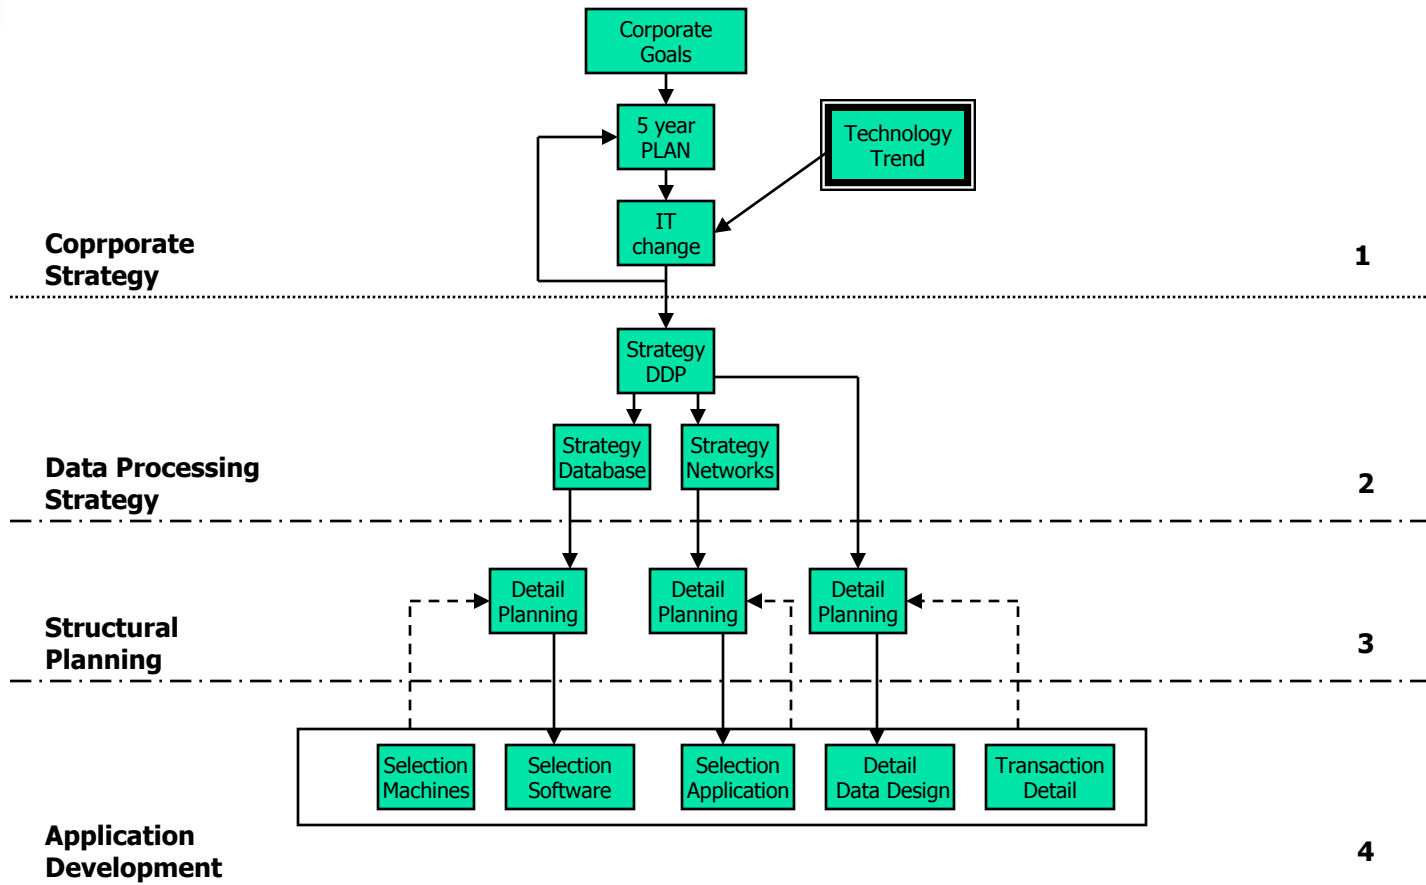 Corporate
Goals
5 year
PLAN
Technology
Trend
IT
change
Coprporate
Strategy
1
Strategy
DDP
Strategy
Database
Strategy
Networks
Data Processing
Strategy
2
Detail
Planning
Detail
Planning
Detail
Planning
Structural
Planning
3
Selection
Machines
Selection
Software
Selection
Application
Detail
Data Design
Transaction
Detail
Application
Development
4